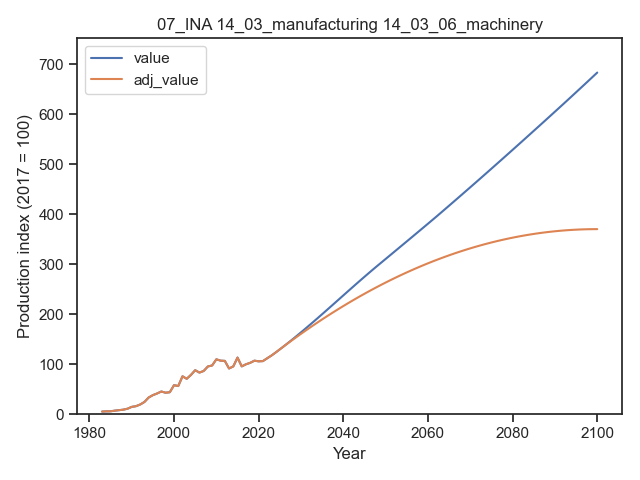 07_INA 14_03_manufacturing 14_03_06_machinery
value
adj_value
Production index (2017 = 100)
700
600
500
400
300
200
100
0
1980 2000 2020 2040 2060 2080 2100
Year